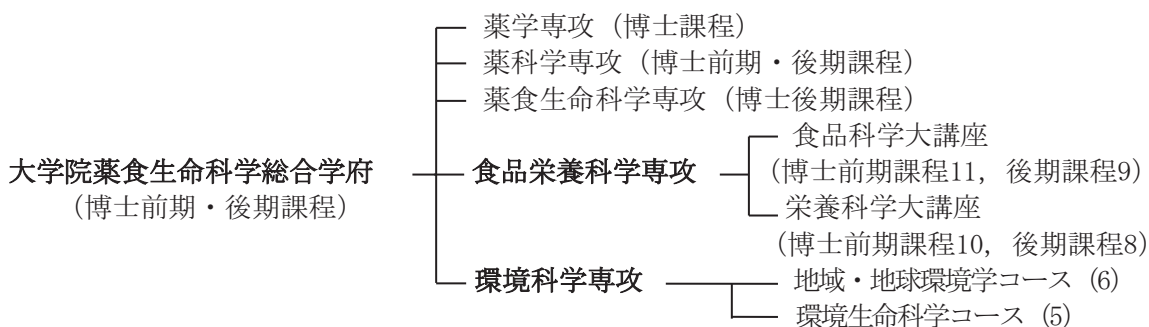 薬学専攻（博士課程）
薬科学専攻（博士前期・後期課程）
薬食生命科学専攻（博士後期課程）
大学院薬食生命科学総合学府
（博士前期・後期課程）
食品栄養科学専攻
食品科学大講座
（博士前期課程11，後期課程9）
栄養科学大講座
（博士前期課程10，後期課程8）
環境科学専攻
地域・地球環境学コース（6）
環境生命科学コース（5）